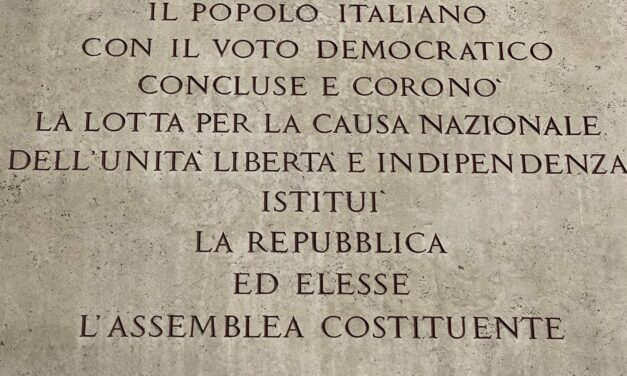 IL POPOLO ITALIANO
CON IL VOTO DEMOCRATICO
CONCLUSE E CORONO'
LA LOTTA PER LA CAUSA NAZIONALE
DELL'UNITA' LIBERTA' E INDIPENDENZA
ISTITUI'
LA REPUBBLICA
ED ELESSE
L'ASSEMBLEA COSTITUENTE